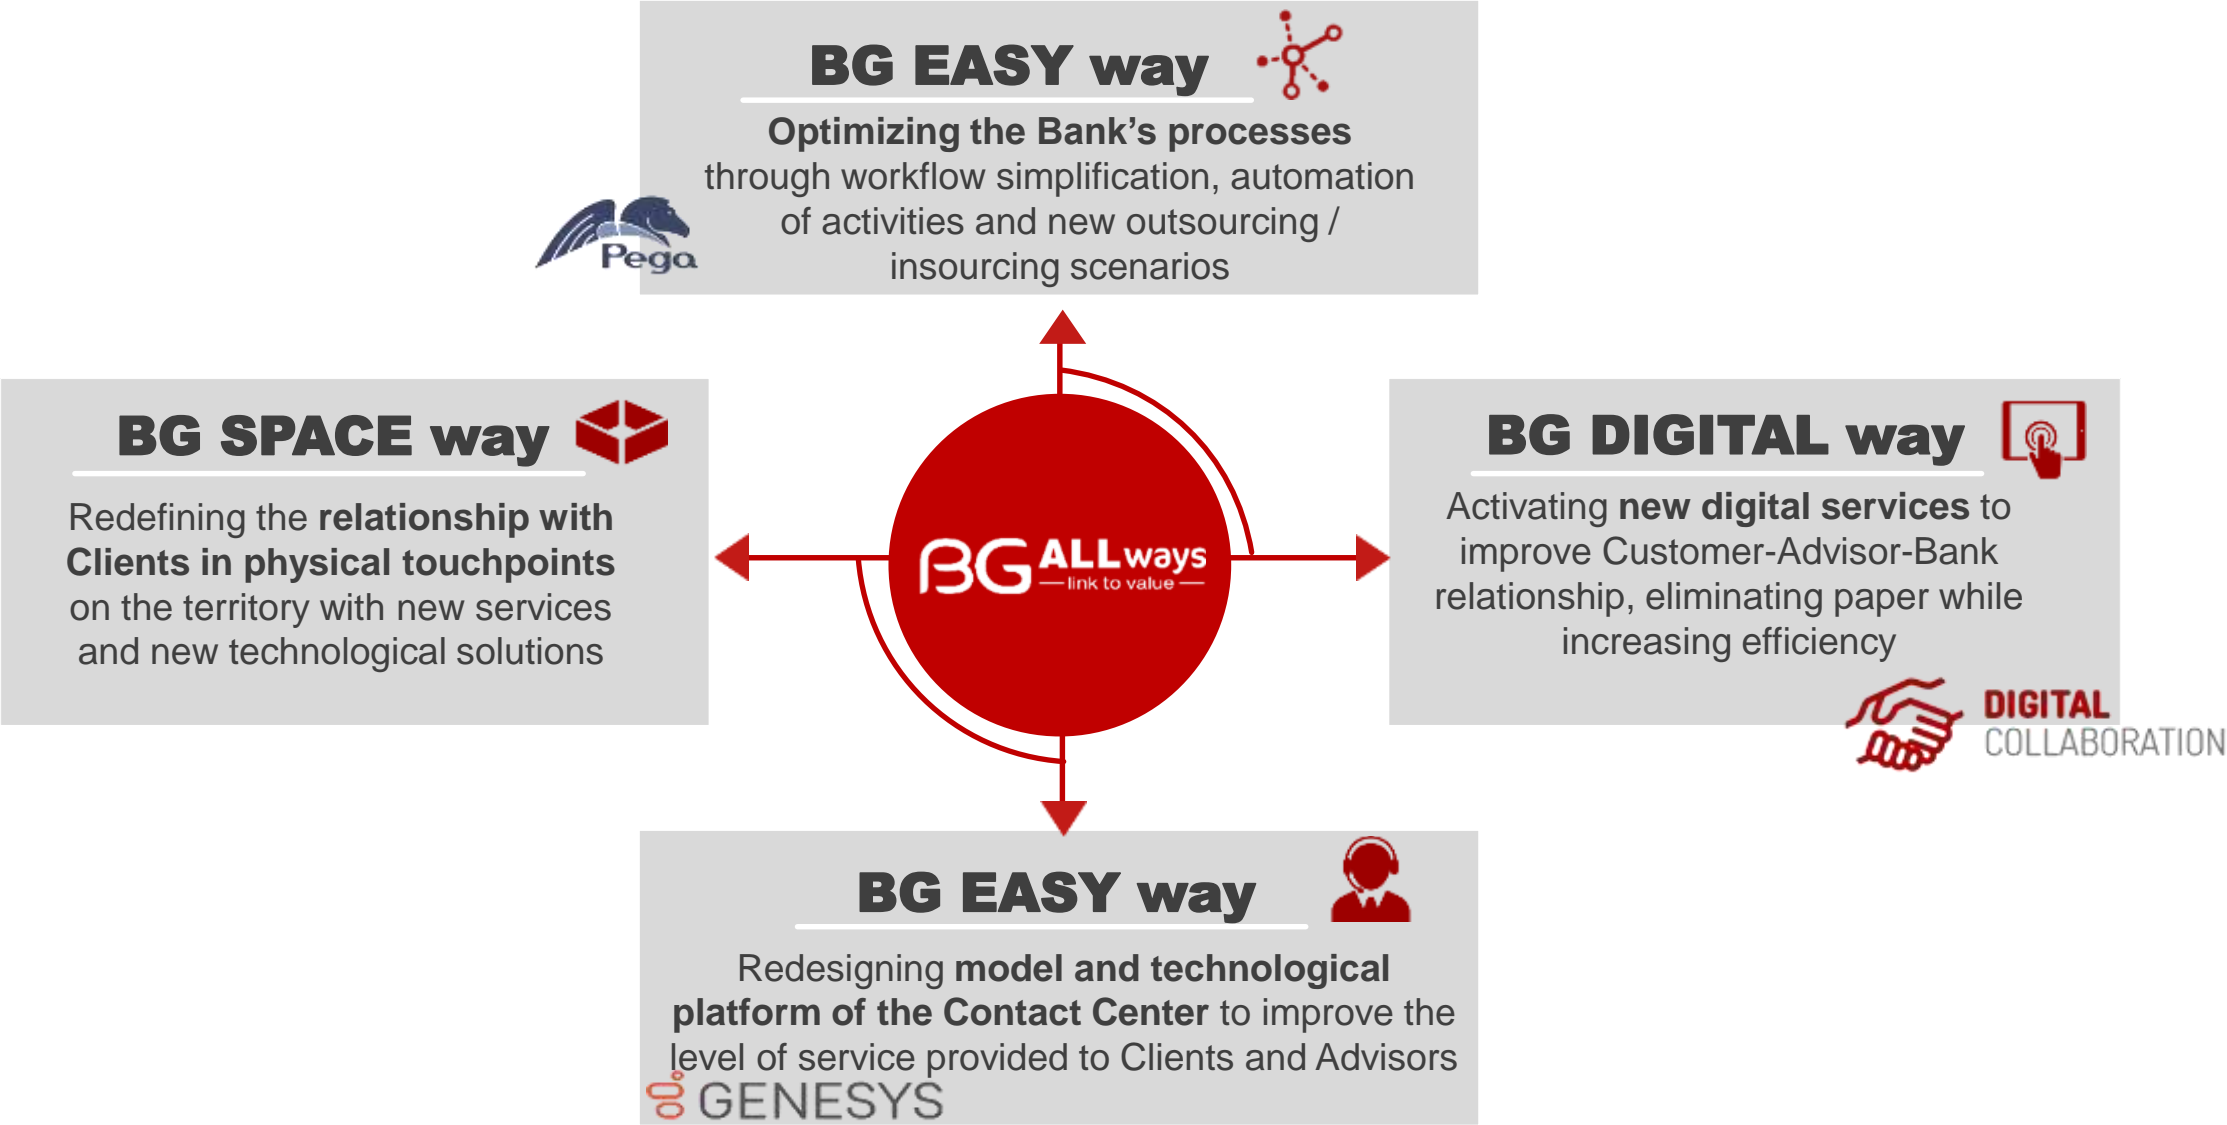 BG EASY way
Optimizing the Bank's processes
through workflow simplification, automation
of activities and new outsourcing /
insourcing scenarios
Pega
BG SPACE way
Redefining the relationship with
Clients in physical touchpoints
on the territory with new services
and new technological solutions
BG ALLways
link to value
BG DIGITAL way
Activating new digital services to
improve Customer-Advisor-Bank
relationship, eliminating paper while
increasing efficiency
DIGITAL
COLLABORATION
BG EASY way
Redesigning model and technological
platform of the Contact Center to improve the
level of service provided to Clients and Advisors
GENESYS